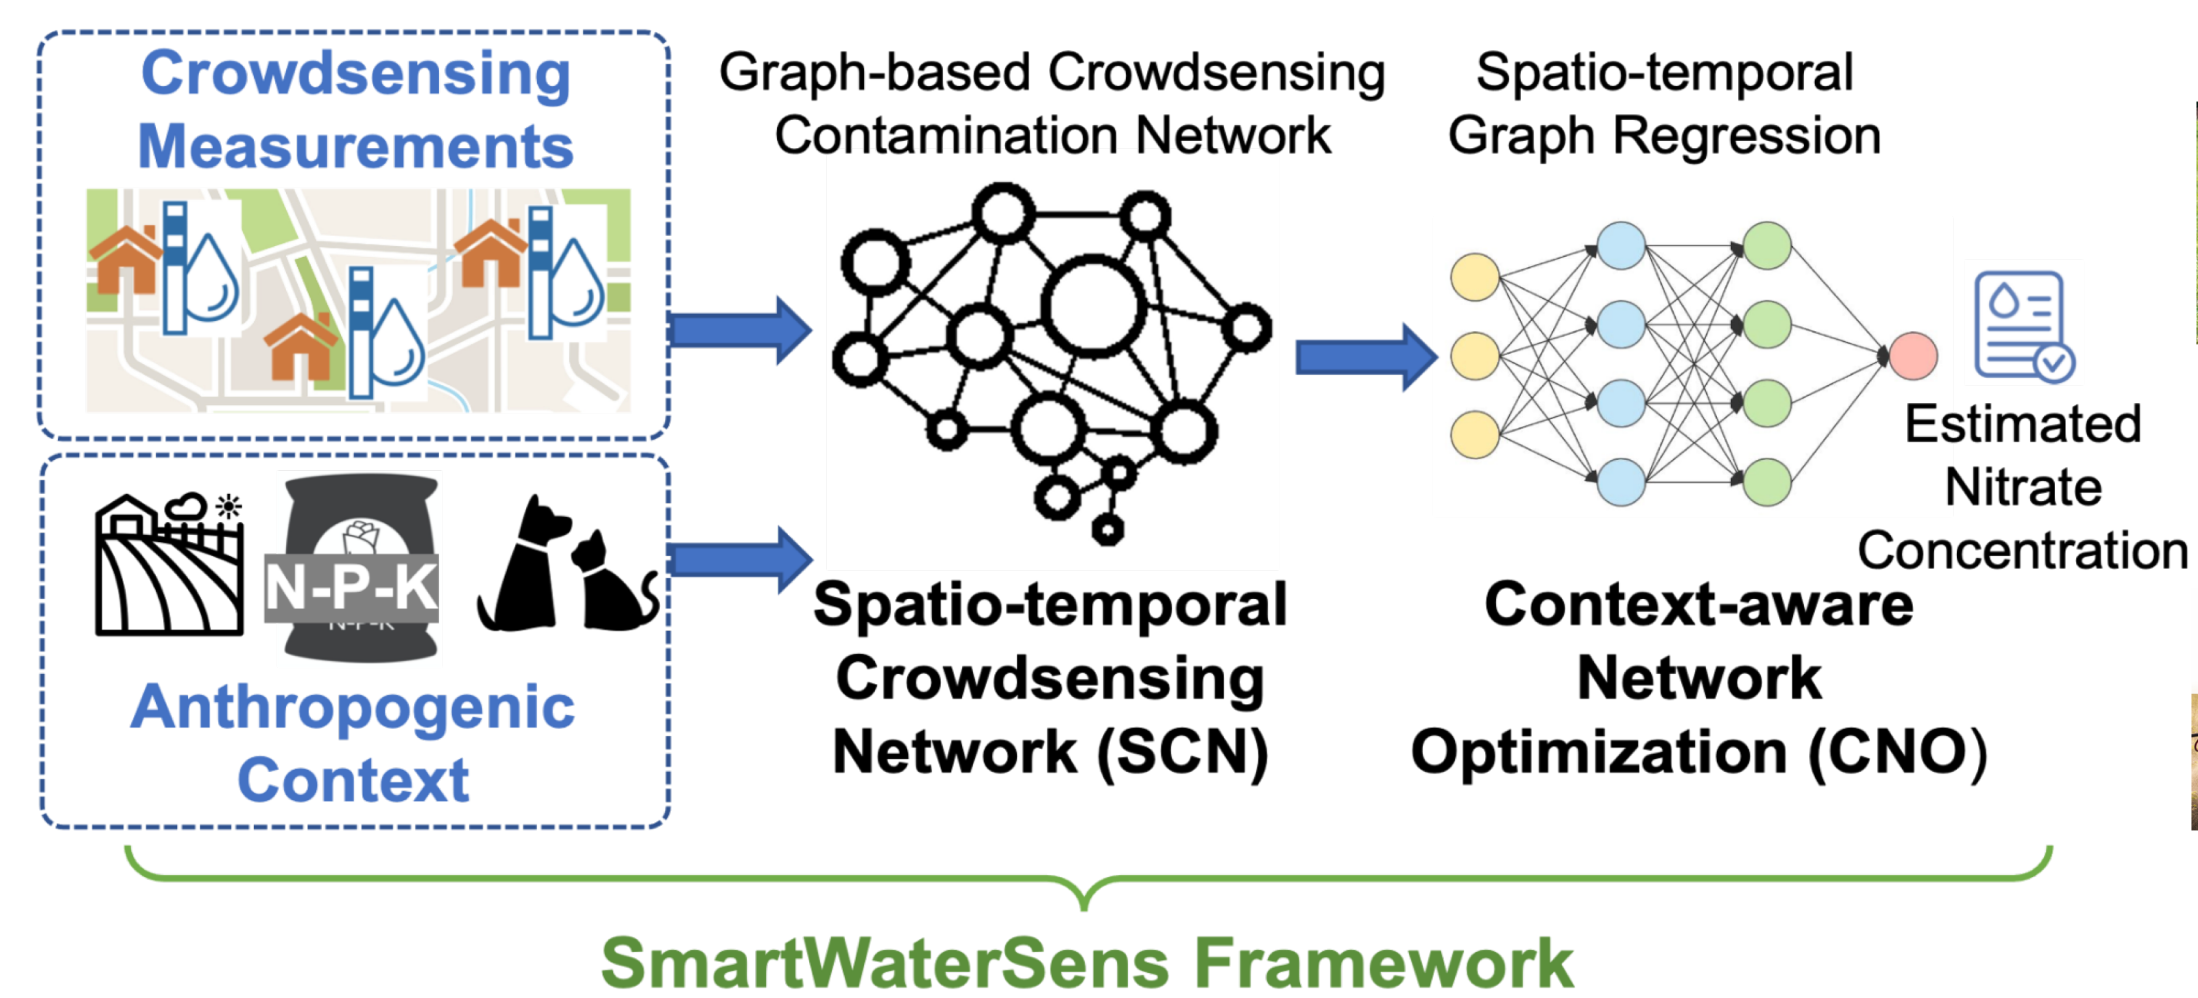 Crowdsensing
Measurements
Graph-based Crowdsensing
Contamination Network
Spatio-temporal
Graph Regression
Estimated
Nitrate
Concentration
N-P-K
N-P-K
Anthropogenic
Context
Spatio-temporal
Crowdsensing
Network (SCN)
Context-aware
Network
Optimization (CNO)
SmartWaterSens Framework